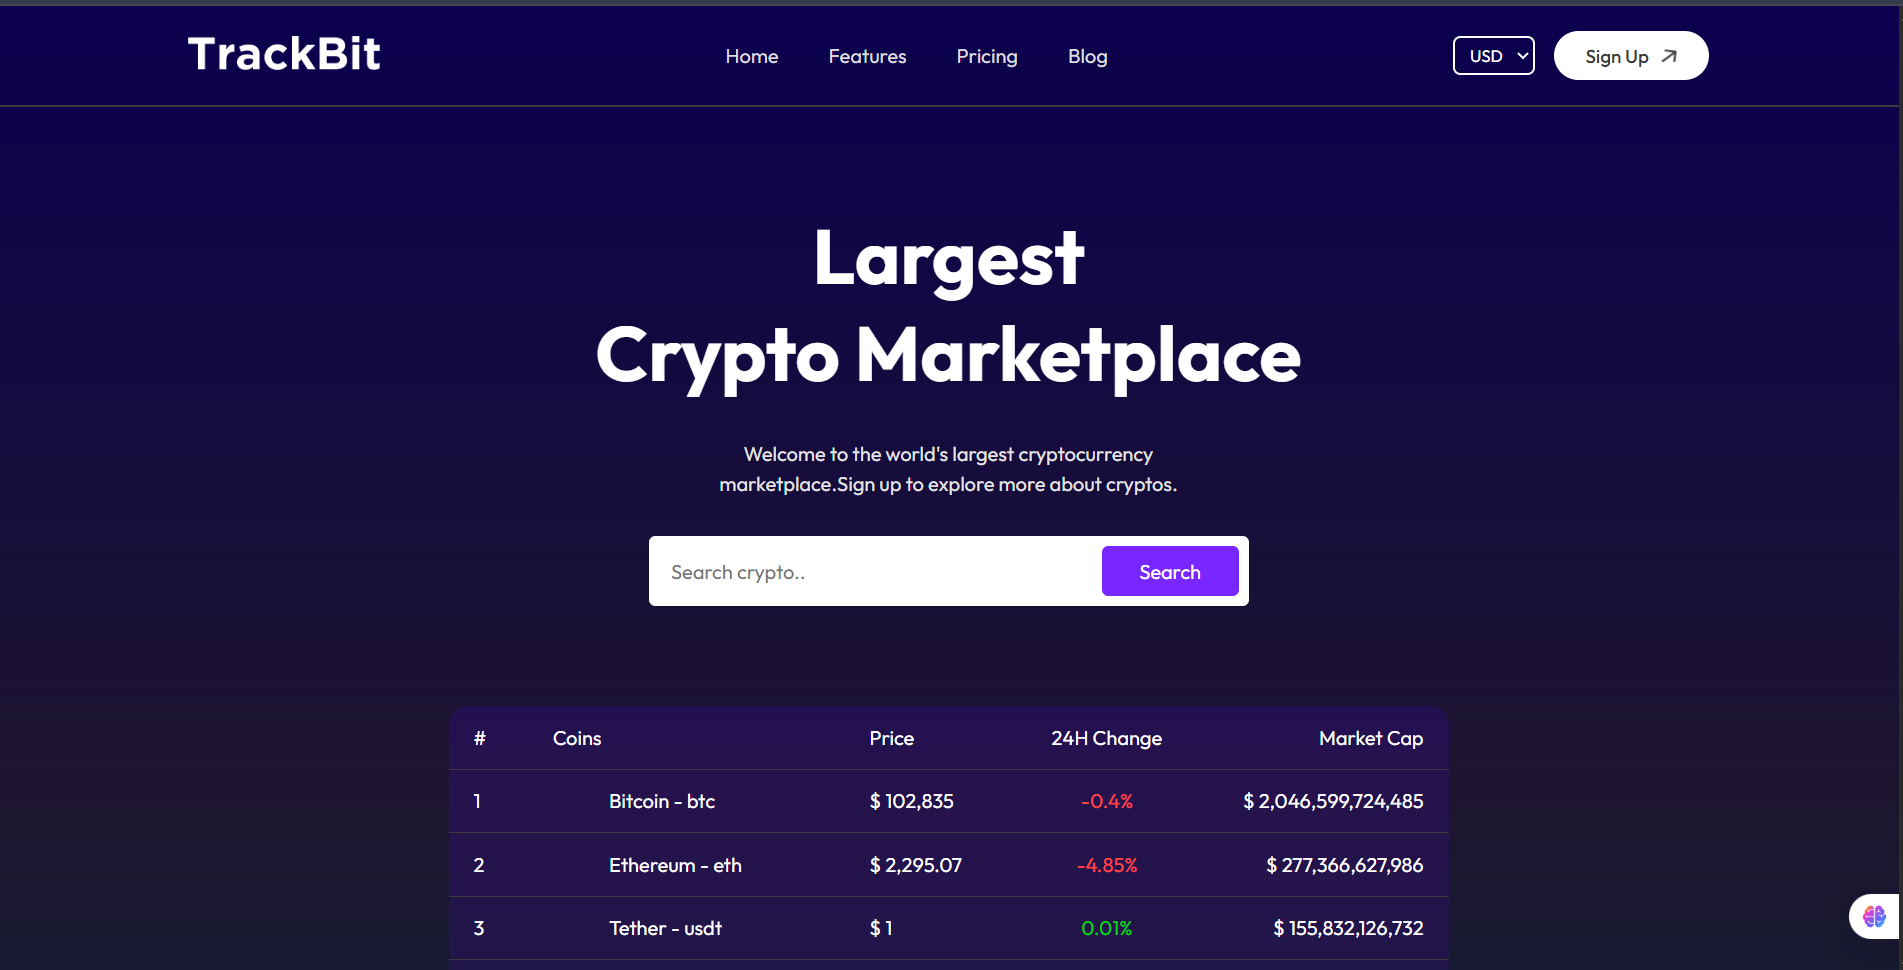 TrackBit
Home Features Pricing Blog
USD
Sign Up
Largest
Crypto Marketplace
Welcome to the world's largest cryptocurrency
marketplace.Sign up to explore more about cryptos.
Search crypto..
Search
# Coins Price 24H Change Market Cap
1 Bitcoin - btc $ 102,835 -0.4% $ 2,046,599,724,485
2 Ethereum - eth $ 2,295.07 -4.85% $ 277,366,627,986
3 Tether - usdt $ 1 0.01% $ 155,832,126,732